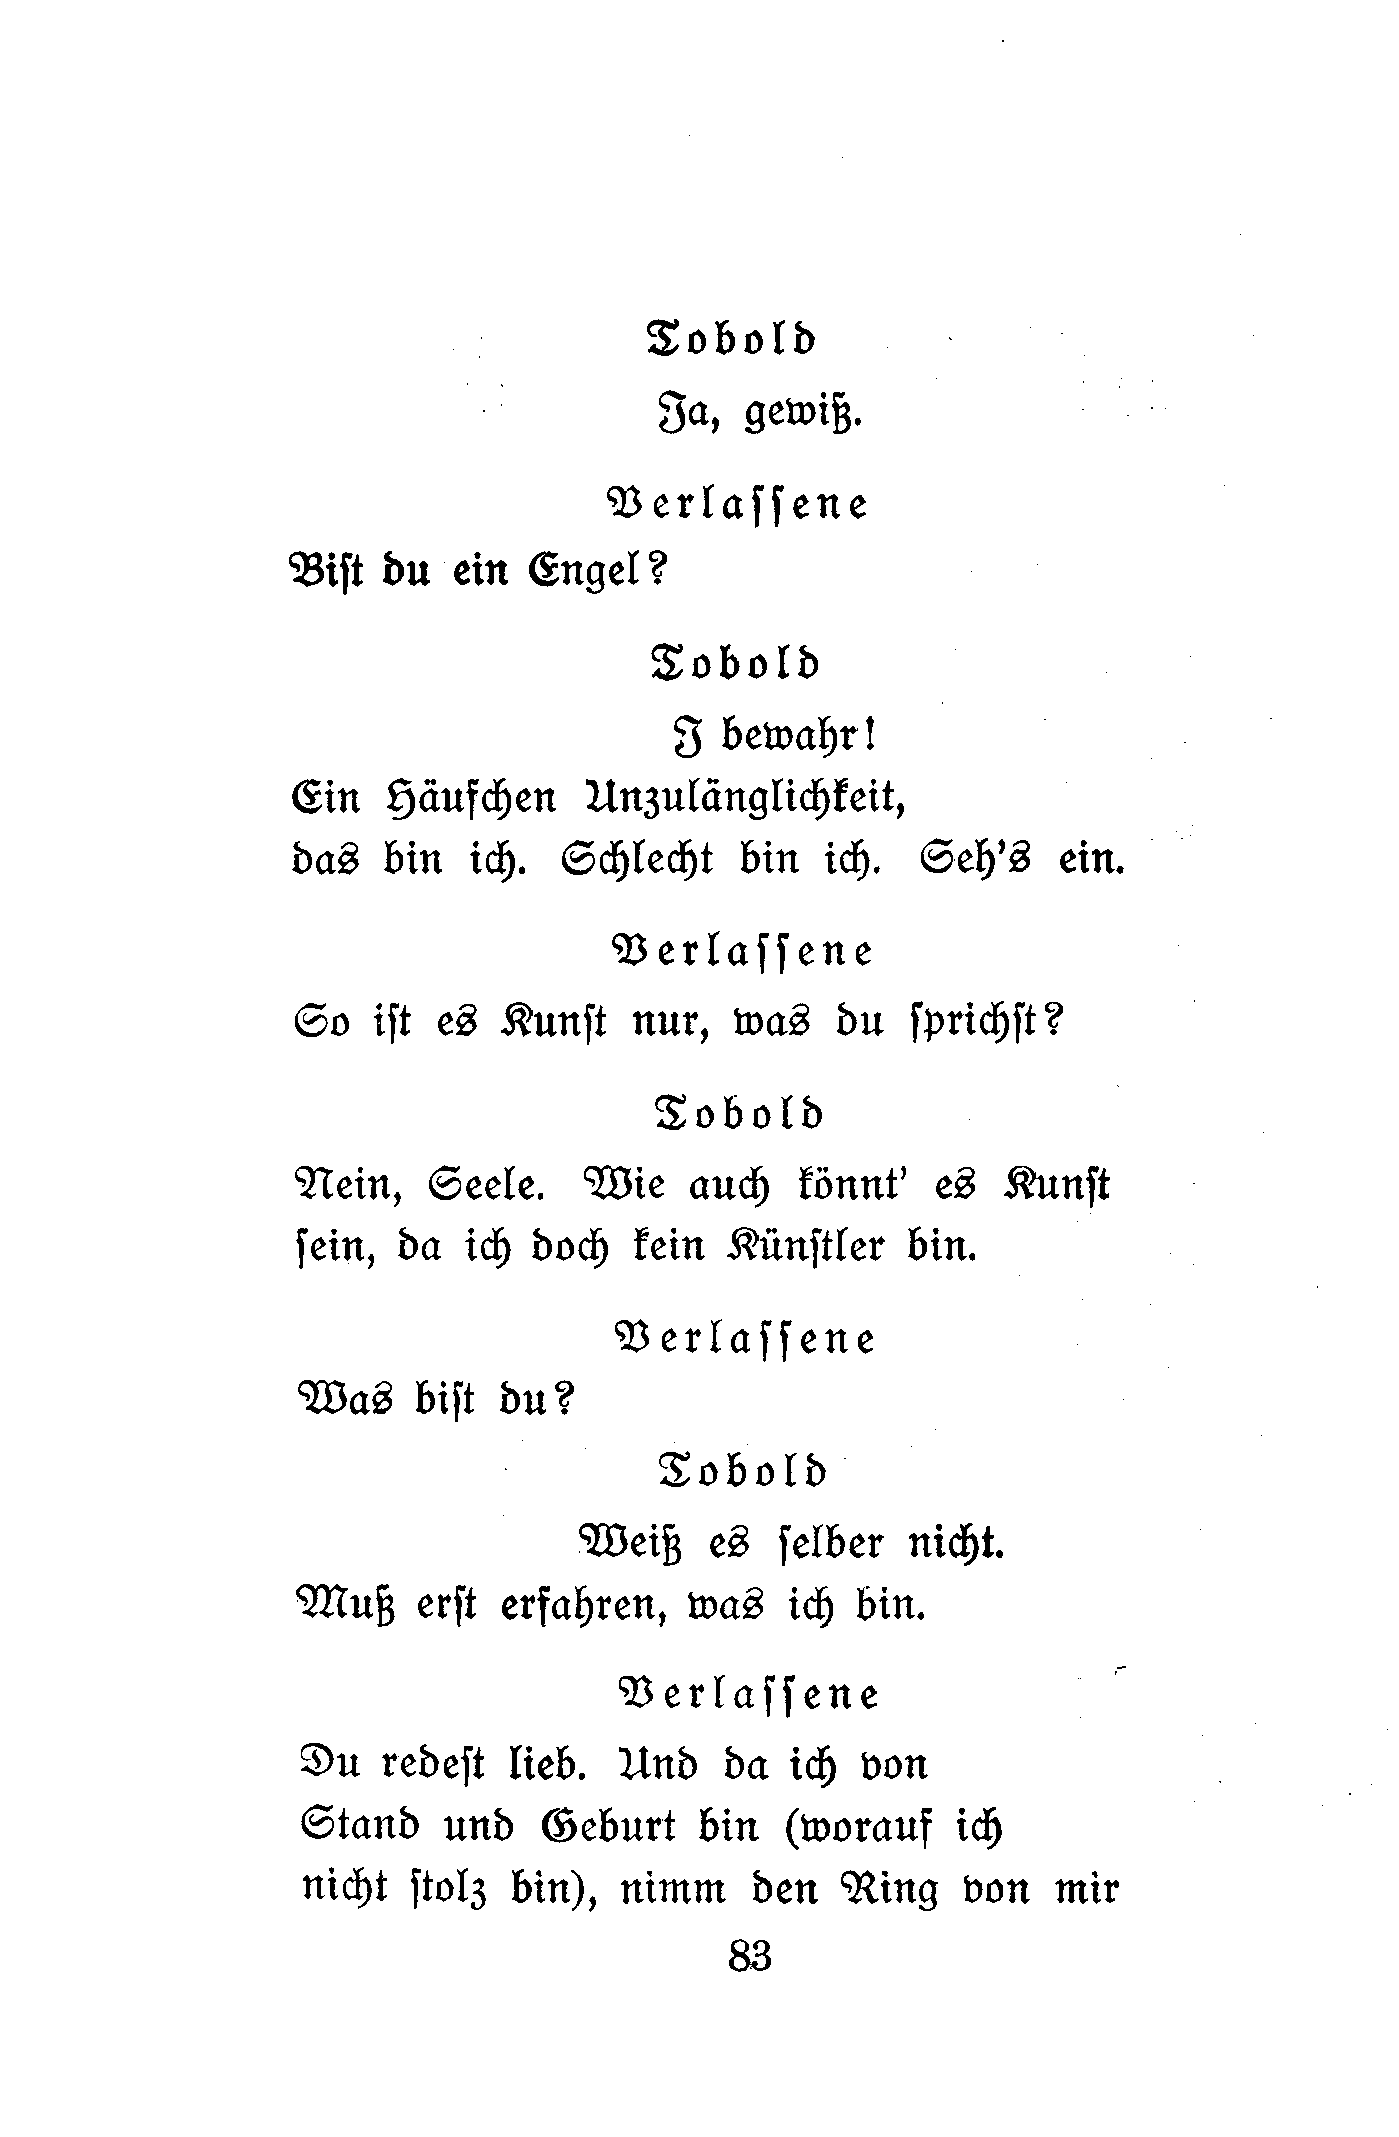 Tobold
Ja, gewiß.
Verlaſſene
Biſt du ein Engel?
Tobold
J bewahr!
Ein Häufchen Unzulänglichkeit,
das bin ich. Schlecht bin ich. Seh's ein.
Verlaſſene
So iſt es Kunſt nur, was du ſprichſt?
Tobold
Nein, Seele. Wie auch könnt' es Kunſt
ſein, da ich doch kein Künſtler bin.
Verlaſſene
Was biſt du?
Tobold
Weiß es ſelber nicht.
Muß erſt erfahren, was ich bin.
Verlaſſene
Du redeſt lieb. Und da ich von
Stand und Geburt bin (worauf ich
nicht ſtolz bin), nimm den Ring von mir
83